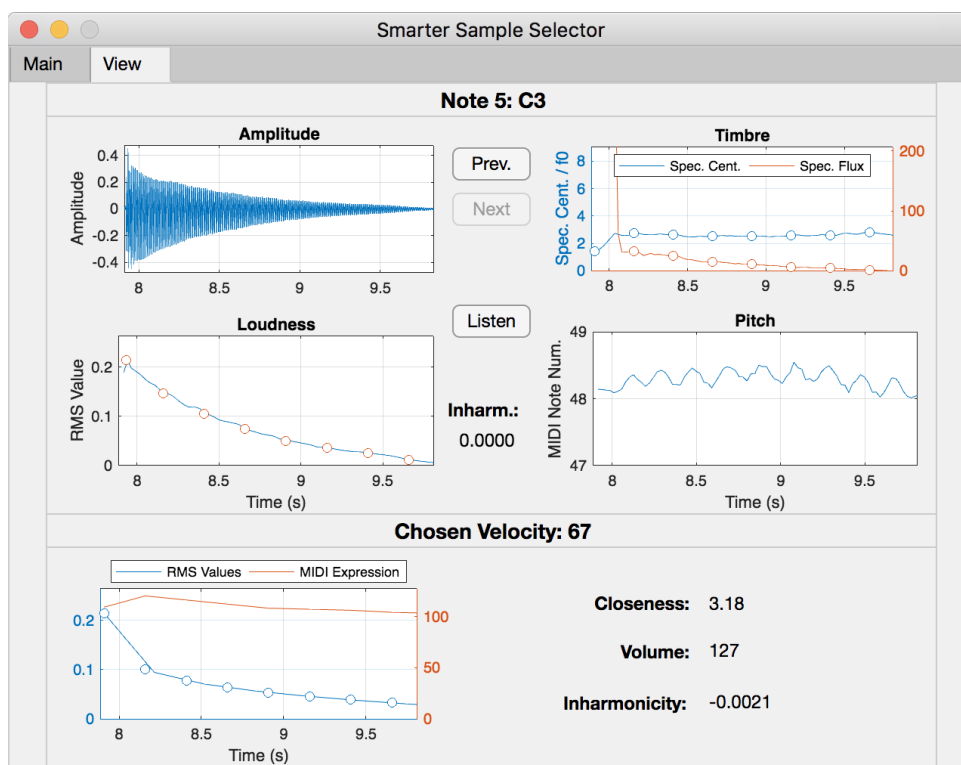 Smarter Sample Selector
Main View
Note 5: C3
Amplitude
Amplitude
0.4
0.2
0
-0.2
-0.4
8 8.5 9 9.5
Prev.
Next
Timbre
Spec. Cent. / f0
8
6
4
2
0
Spec. Cent. Spec. Flux
200
100
0
8 8.5 9 9.5
Loudness
RMS Value
0.2
0.1
0
8 8.5 9 9.5
Time (s)
Listen
Inharm.:
0.0000
Pitch
MIDI Note Num.
49
48
47
8 8.5 9 9.5
Time (s)
Chosen Velocity: 67
RMS Values MIDI Expression
0.2
0.1
0
100
50
0
8 8.5 9 9.5
Time (s)
Closeness: 3.18
Volume: 127
Inharmonicity: -0.0021